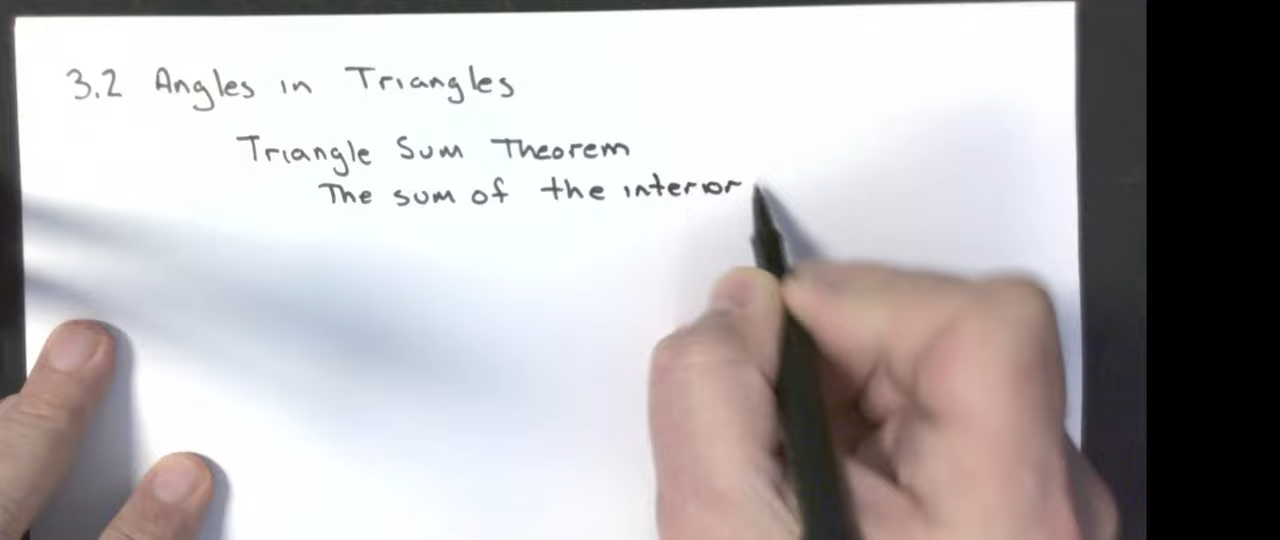 3.2 Angles in Triangles
Triangle Sum Theorem
The sum of the interior